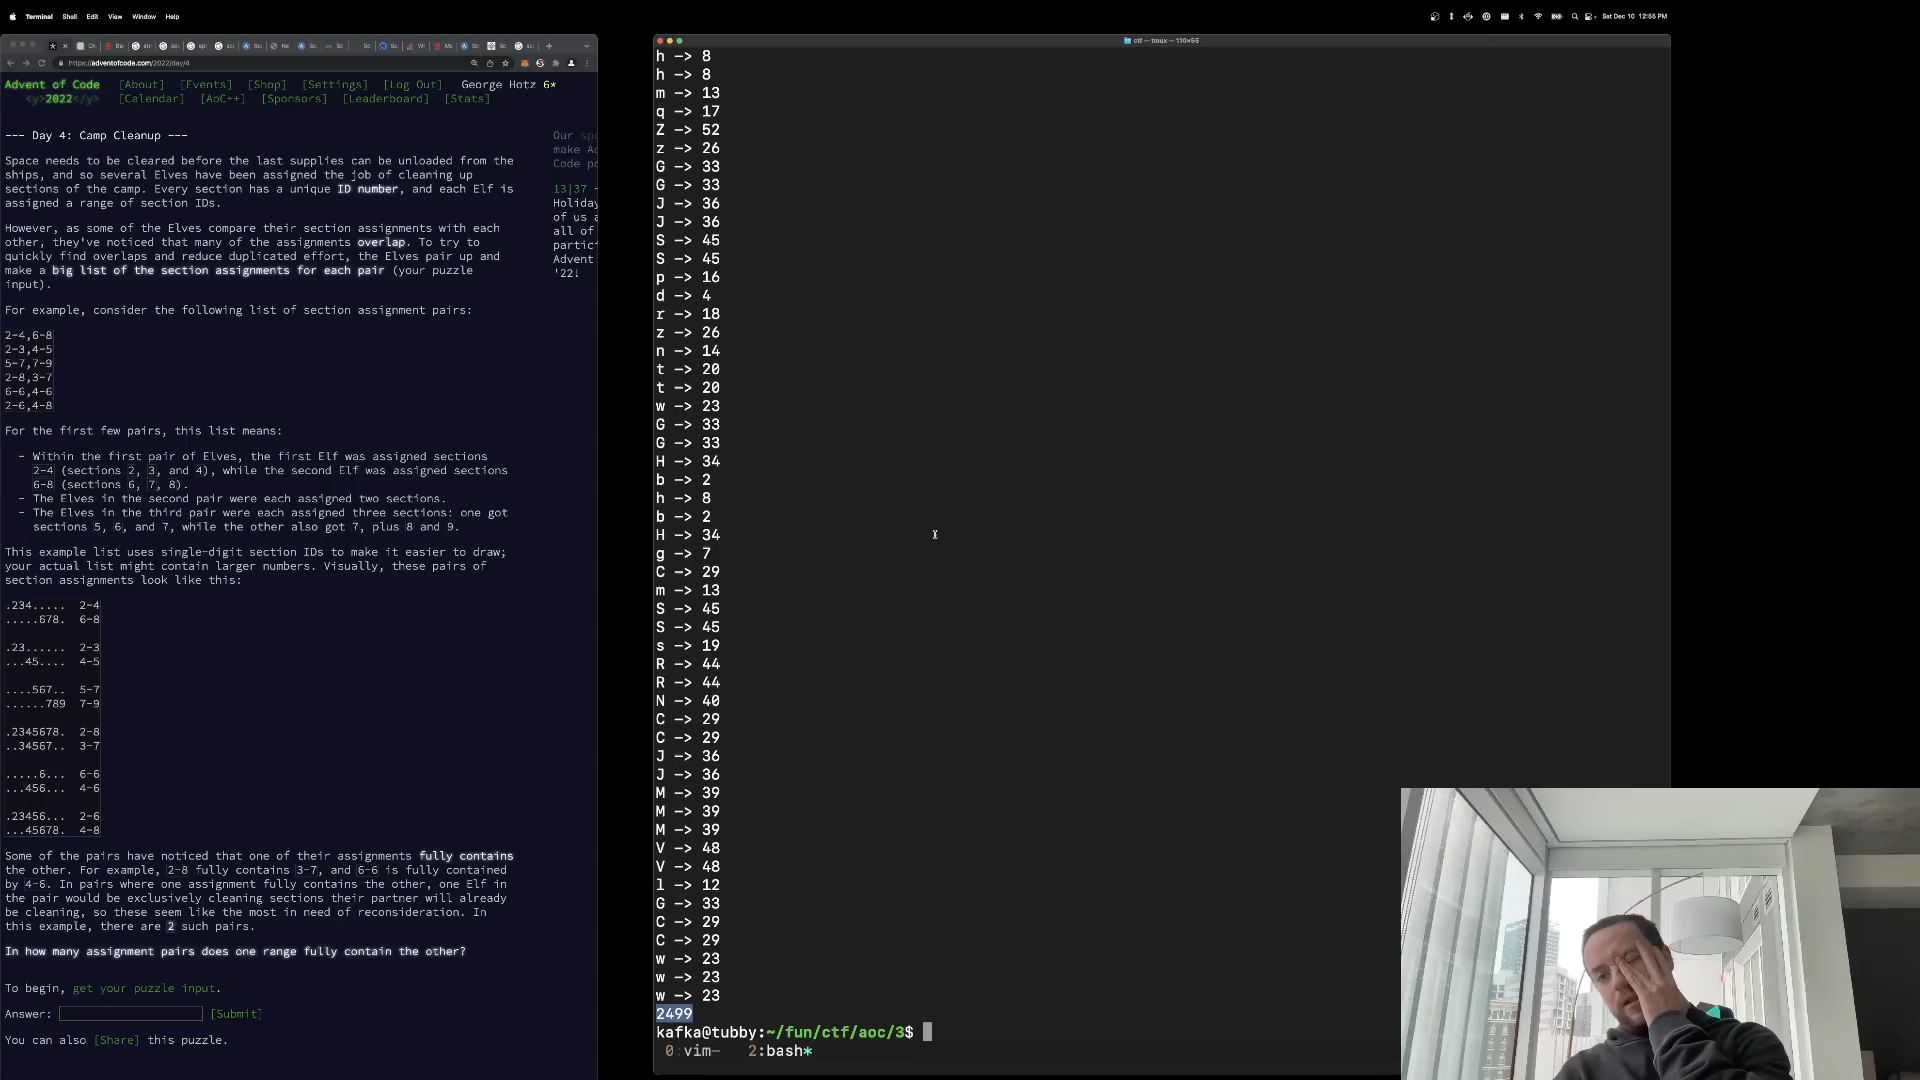 Terminal Shell Edit View Window Help
Sat Dec 10 12:55 PM
https://adventofcode.com/2022/day/4
ctf — tmux — 110×55
Advent of Code [About] [Events] [Shop] [Settings] [Log Out] George Hotz 6*
<y>2022</y> [Calendar] [AoC++] [Sponsors] [Leaderboard] [Stats]
--- Day 4: Camp Cleanup ---
Space needs to be cleared before the last supplies can be unloaded from the
ships, and so several Elves have been assigned the job of cleaning up
sections of the camp. Every section has a unique ID number, and each Elf is
assigned a range of section IDs.
However, as some of the Elves compare their section assignments with each
other, they've noticed that many of the assignments overlap. To try to
quickly find overlaps and reduce duplicated effort, the Elves pair up and
make a big list of the section assignments for each pair (your puzzle
input).
For example, consider the following list of section assignment pairs:
2-4,6-8
2-3,4-5
5-7,7-9
2-8,3-7
6-6,4-6
2-6,4-8
For the first few pairs, this list means:
- Within the first pair of Elves, the first Elf was assigned sections
2-4 (sections 2, 3, and 4), while the second Elf was assigned sections
6-8 (sections 6, 7, 8).
- The Elves in the second pair were each assigned two sections.
- The Elves in the third pair were each assigned three sections: one got
sections 5, 6, and 7, while the other also got 7, plus 8 and 9.
This example list uses single-digit section IDs to make it easier to draw;
your actual list might contain larger numbers. Visually, these pairs of
section assignments look like this:
.234..... 2-4
.....678. 6-8
.23...... 2-3
...45.... 4-5
....567.. 5-7
......789 7-9
.2345678. 2-8
..34567.. 3-7
.....6... 6-6
...456... 4-6
.23456... 2-6
...45678. 4-8
Some of the pairs have noticed that one of their assignments fully contains
the other. For example, 2-8 fully contains 3-7, and 6-6 is fully contained
by 4-6. In pairs where one assignment fully contains the other, one Elf in
the pair would be exclusively cleaning sections their partner will already
be cleaning, so these seem like the most in need of reconsideration. In
this example, there are 2 such pairs.
In how many assignment pairs does one range fully contain the other?
To begin, get your puzzle input.
Answer: [Submit]
You can also [Share] this puzzle.
Our
make
Code
13|37 -
Holiday
of us
all of
Advent
'22!
h -> 8
h -> 8
m -> 13
q -> 17
Z -> 52
z -> 26
G -> 33
G -> 33
J -> 36
J -> 36
S -> 45
S -> 45
p -> 16
d -> 4
r -> 18
z -> 26
n -> 14
t -> 20
t -> 20
w -> 23
G -> 33
G -> 33
H -> 34
b -> 2
h -> 8
b -> 2
H -> 34
g -> 7
C -> 29
m -> 13
S -> 45
S -> 45
s -> 19
R -> 44
R -> 44
N -> 40
C -> 29
C -> 29
J -> 36
J -> 36
M -> 39
M -> 39
M -> 39
V -> 48
V -> 48
l -> 12
G -> 33
C -> 29
C -> 29
w -> 23
w -> 23
w -> 23
2499
kafka@tubby:~/fun/ctf/aoc/3$
0:vim- 2:bash*